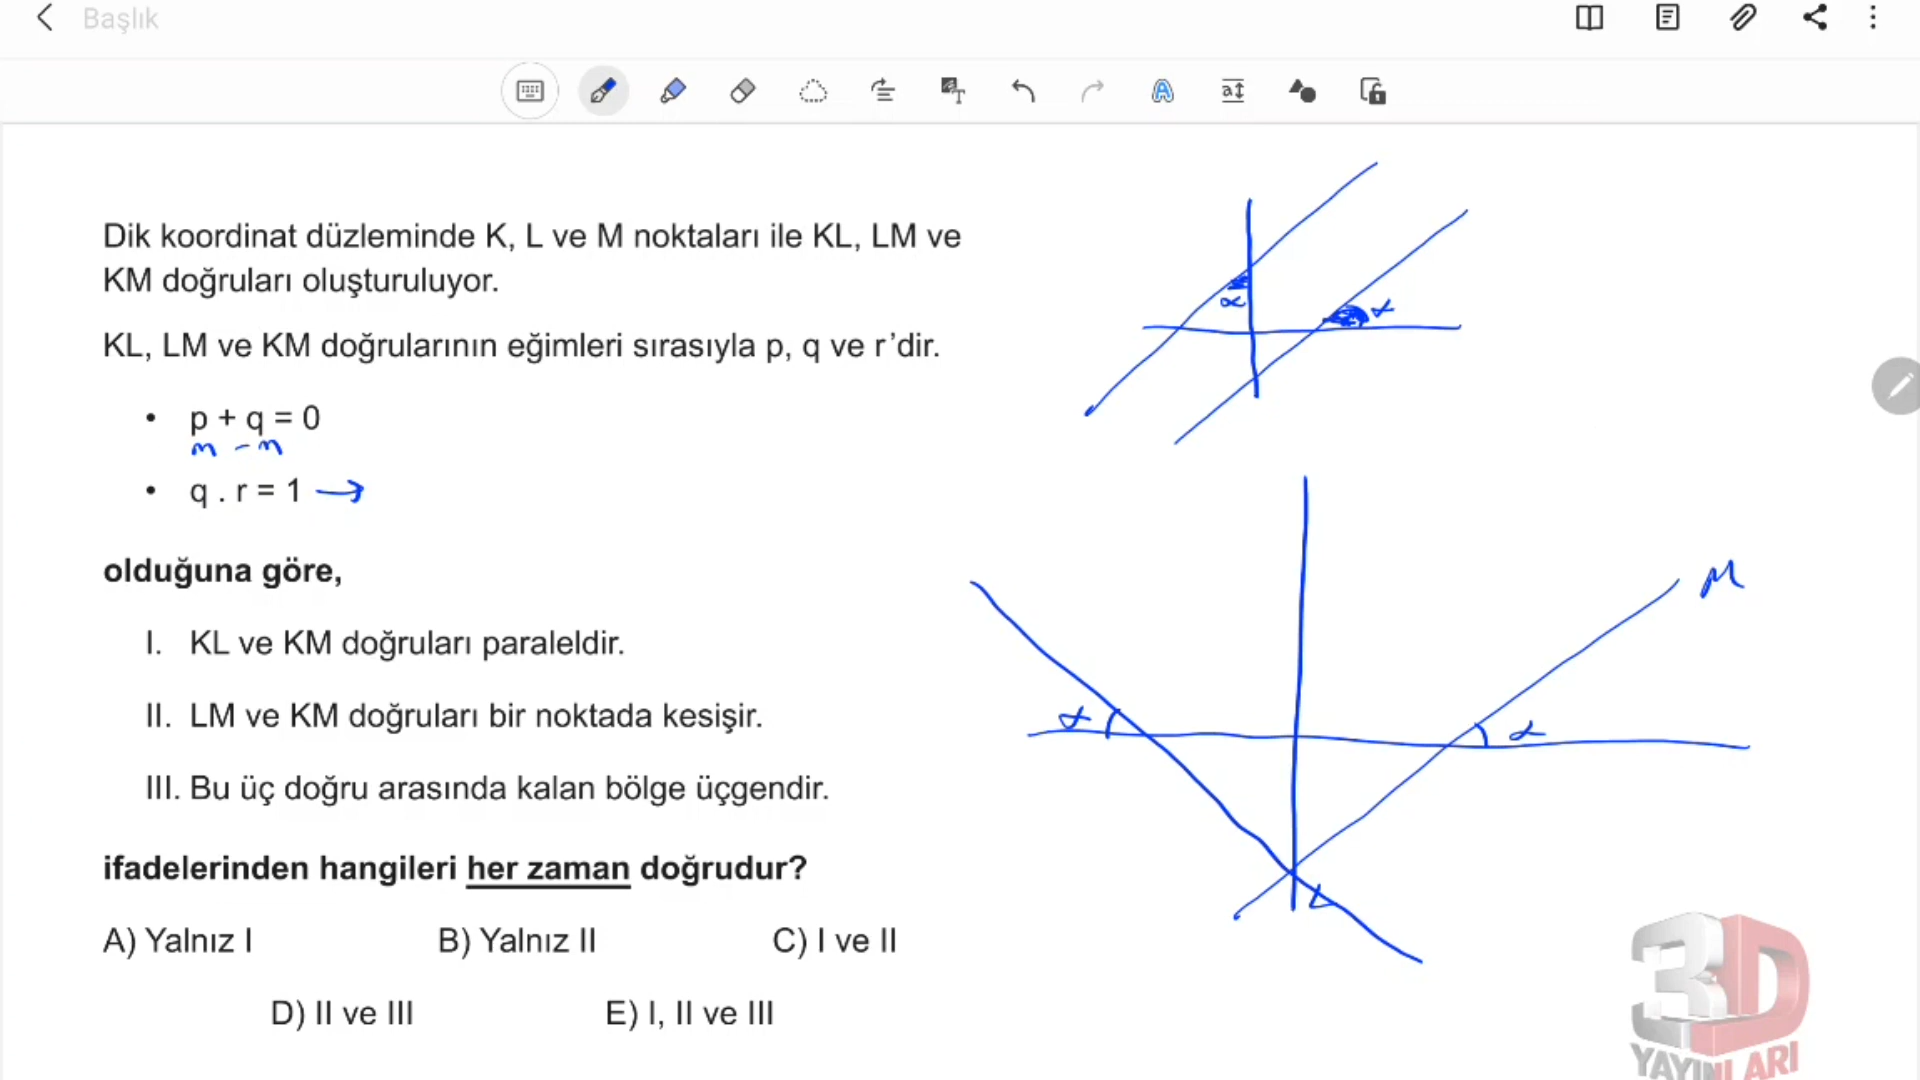 Başlık
Dik koordinat düzleminde K, L ve M noktaları ile KL, LM ve
KM doğruları oluşturuluyor.
KL, LM ve KM doğrularının eğimleri sırasıyla p, q ve r’dir.
• p + q = 0
m -m
• q . r = 1 →
olduğuna göre,
I. KL ve KM doğruları paraleldir.
II. LM ve KM doğruları bir noktada kesişir.
III. Bu üç doğru arasında kalan bölge üçgendir.
ifadelerinden hangileri her zaman doğrudur?
A) Yalnız I B) Yalnız II C) I ve II
D) II ve III E) I, II ve III
α α
M
α α
L
3D
YAYINLARI